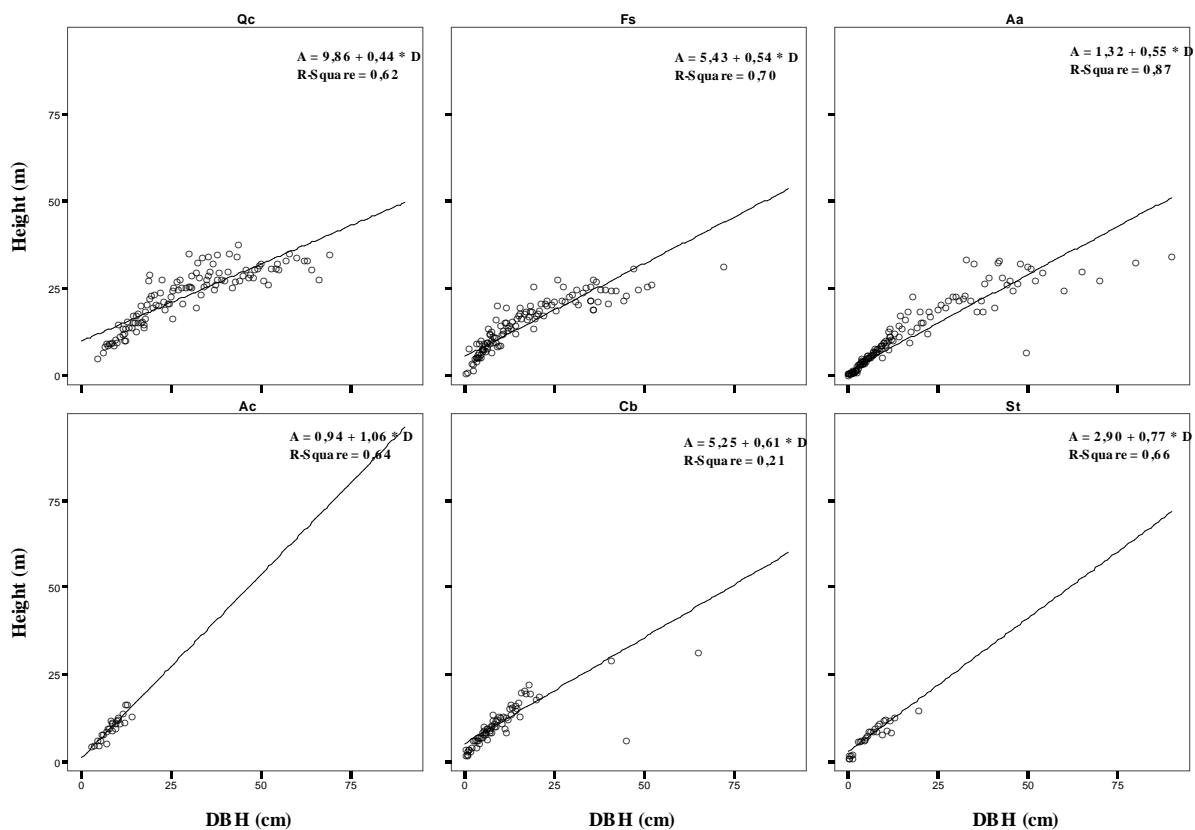 Qc
Fs
Aa
A = 9,86 + 0,44 * D
R-Square = 0,62
A = 5,43 + 0,54 * D
R-Square = 0,70
A = 1,32 + 0,55 * D
R-Square = 0,87
Height (m)
75
50
25
0
Ac
Cb
St
A = 0,94 + 1,06 * D
R-Square = 0,64
A = 5,25 + 0,61 * D
R-Square = 0,21
A = 2,90 + 0,77 * D
R-Square = 0,66
Height (m)
75
50
25
0
0 25 50 75
0 25 50 75
0 25 50 75
DBH (cm)
DBH (cm)
DBH (cm)